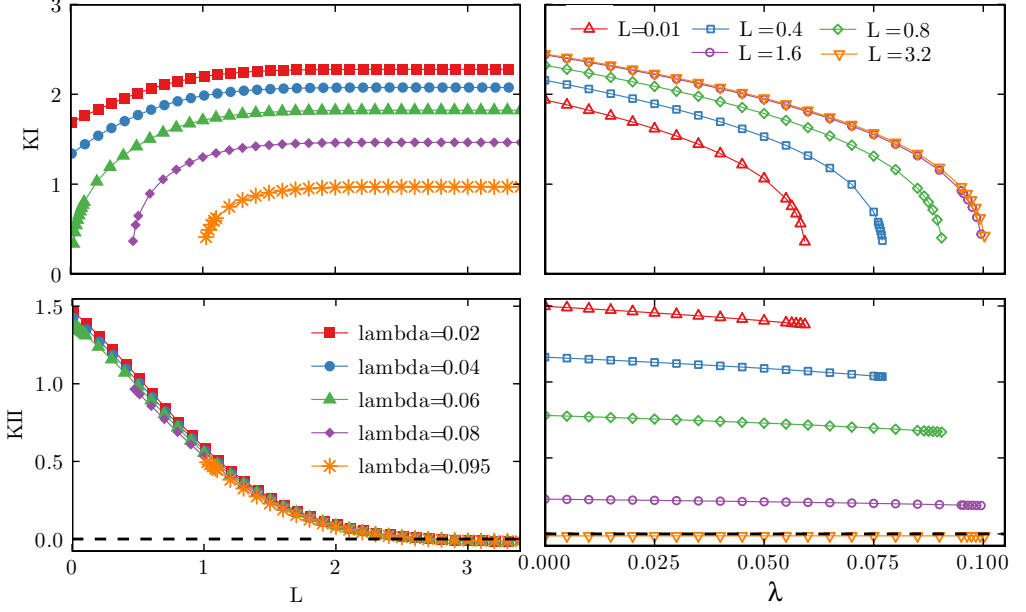 3
2
1
0
KI
L=0.01
L=0.4
L=0.8
L=1.6
L=3.2
1.5
1.0
0.5
0.0
KII
lambda=0.02
lambda=0.04
lambda=0.06
lambda=0.08
lambda=0.095
0 1 2 3
L
0.000 0.025 0.050 0.075 0.100
λ